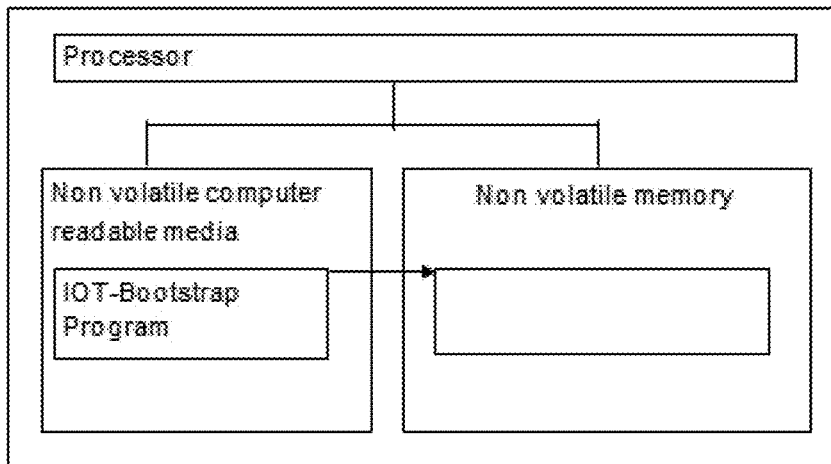 Processor
Non volatile computer
readable media
Non volatile memory
IOT-Bootstrap
Program